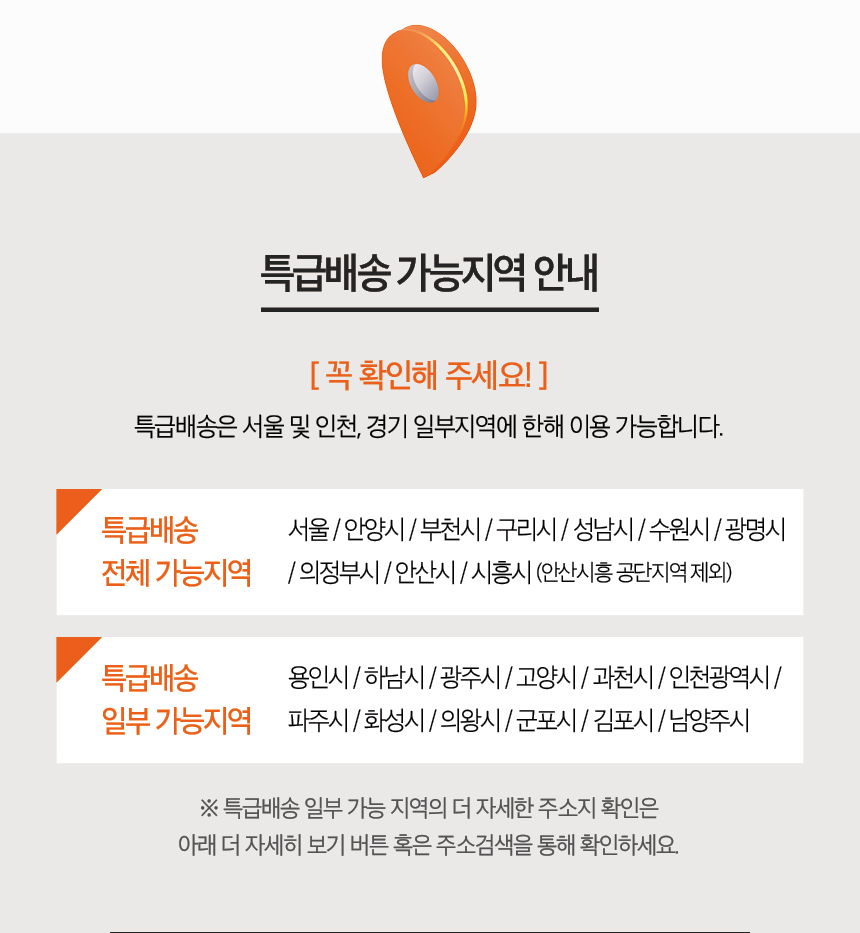 특급배송 가능지역 안내
[ 꼭 확인해 주세요! ]
특급배송은 서울 및 인천, 경기 일부지역에 한해 이용 가능합니다.
특급배송
전체 가능지역
서울 / 안양시 / 부천시 / 구리시 / 성남시 / 수원시 / 광명시
/ 의정부시 / 안산시 / 시흥시 (안산시흥 공단지역 제외)
특급배송
일부 가능지역
용인시 / 하남시 / 광주시 / 고양시 / 과천시 / 인천광역시 /
파주시 / 화성시 / 의왕시 / 군포시 / 김포시 / 남양주시
※ 특급배송 일부 가능 지역의 더 자세한 주소지 확인은
아래 더 자세히 보기 버튼 혹은 주소검색을 통해 확인하세요.